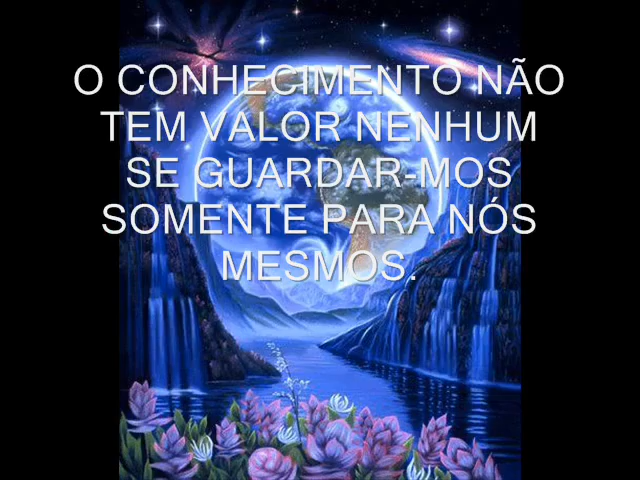 O CONHECIMENTO NÃO
TEM VALOR NENHUM
SE GUARDAR-MOS
SOMENTE PARA NÓS
MESMOS.